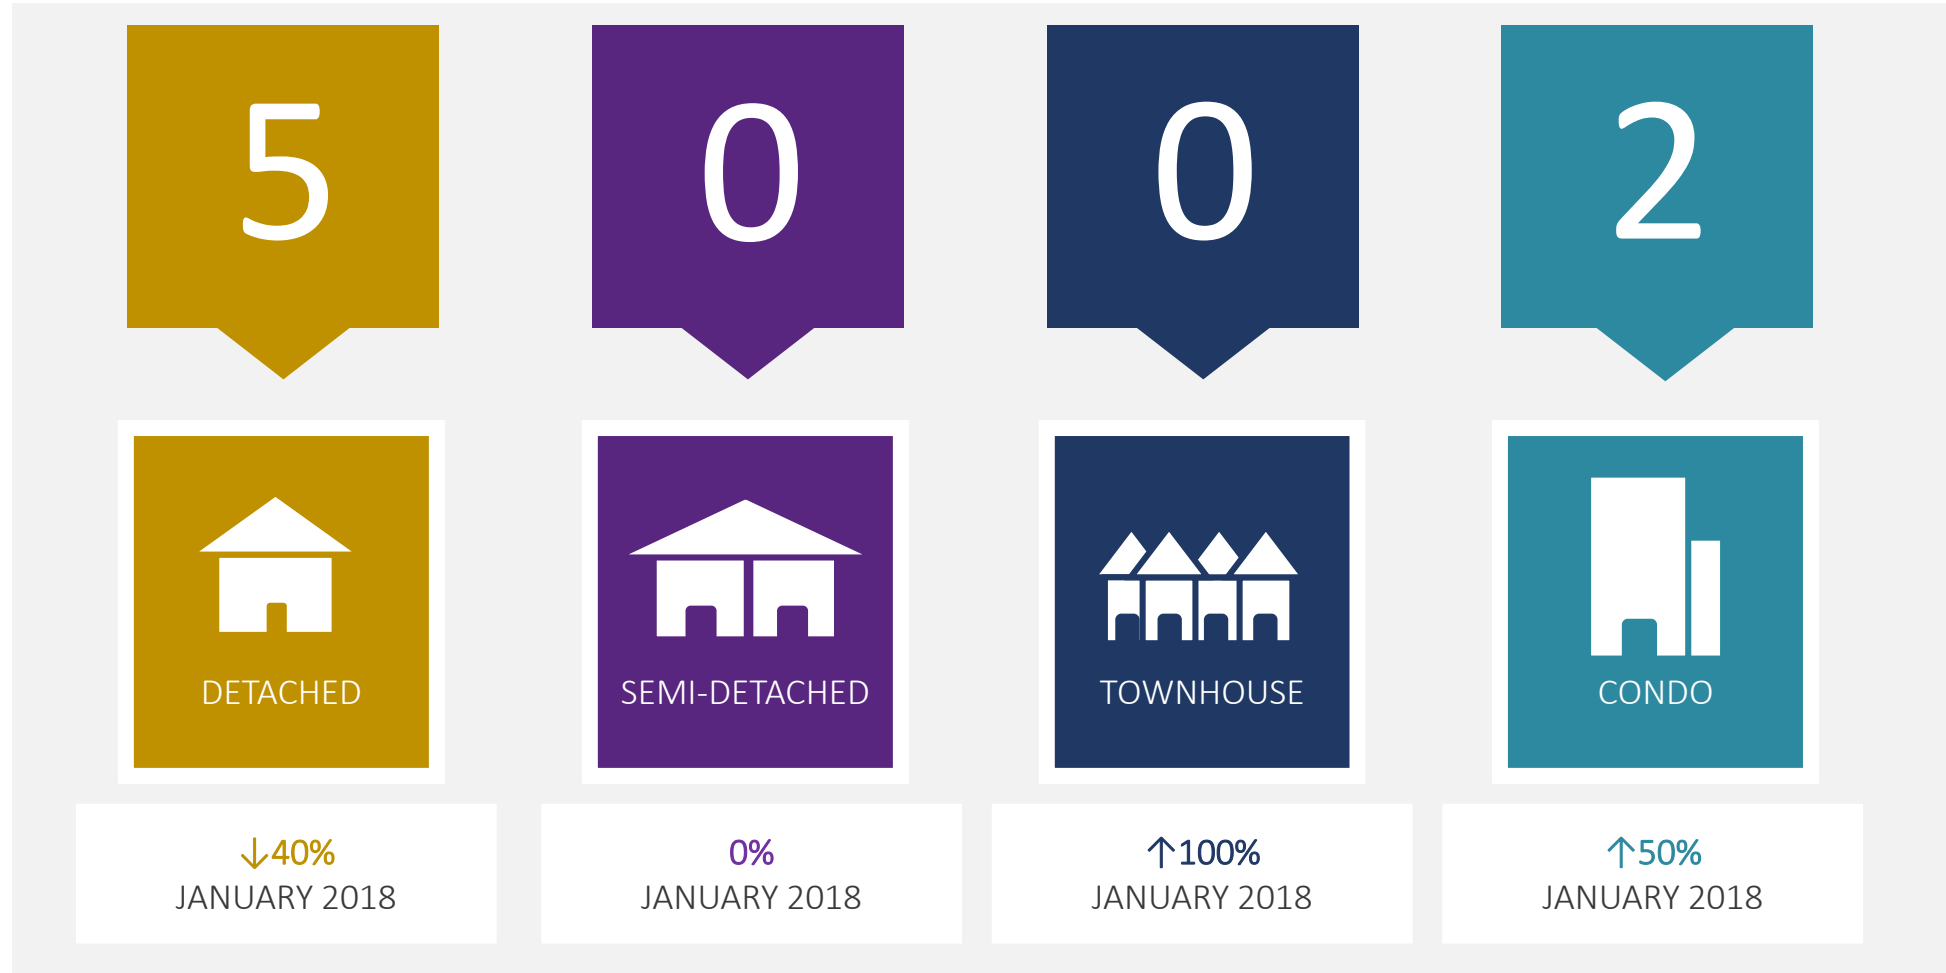 5
0
0
2
DETACHED
SEMI-DETACHED
TOWNHOUSE
CONDO
↓40%
JANUARY 2018
0%
JANUARY 2018
↑100%
JANUARY 2018
↑50%
JANUARY 2018